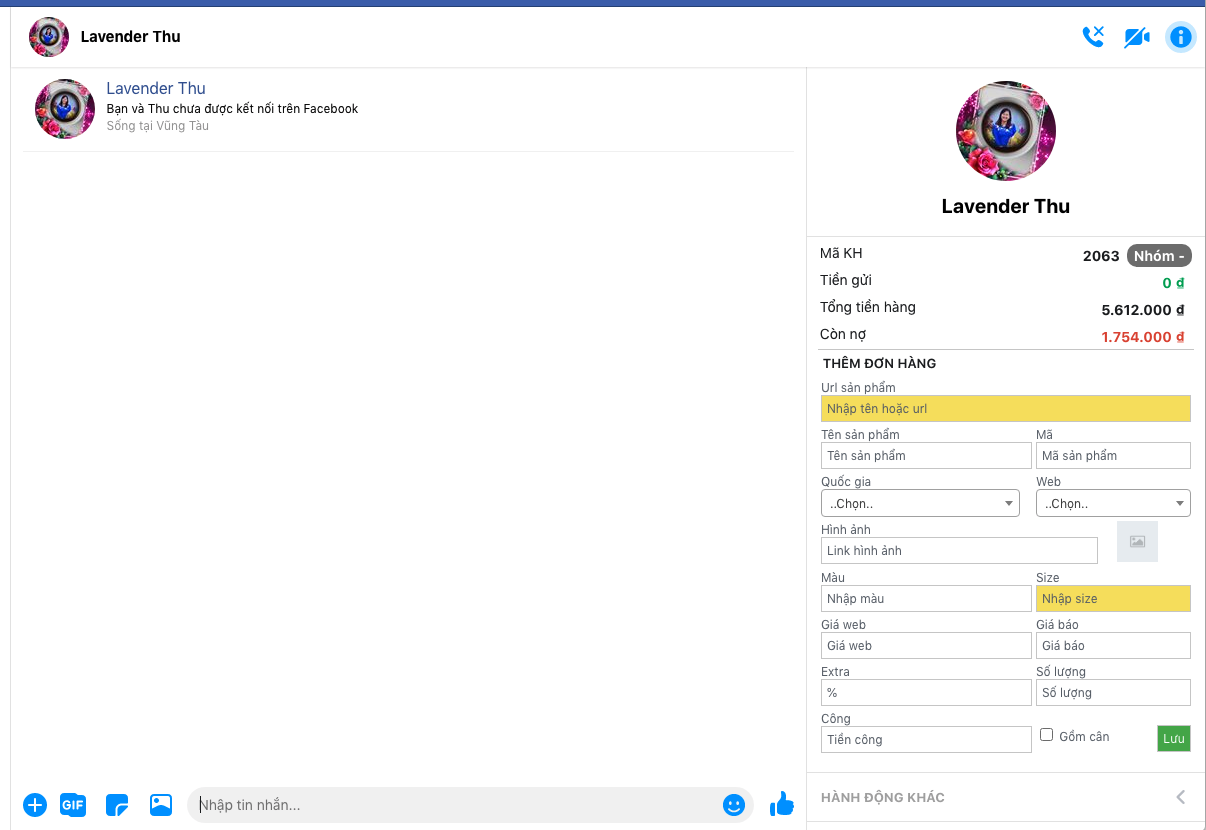 Lavender Thu
Lavender Thu
Bạn và Thu chưa được kết nối trên Facebook
Sống tại Vũng Tàu
Lavender Thu
Mã KH 2063 Nhóm -
Tiền gửi 0 ₫
Tổng tiền hàng 5.612.000 ₫
Còn nợ 1.754.000 ₫
THÊM ĐƠN HÀNG
Url sản phẩm
Nhập tên hoặc url
Tên sản phẩm Mã
Tên sản phẩm Mã sản phẩm
Quốc gia Web
..Chọn.. ..Chọn..
Hình ảnh
Link hình ảnh
Màu Size
Nhập màu Nhập size
Giá web Giá báo
Giá web Giá báo
Extra Số lượng
% Số lượng
Công
Tiền công Gồm cân Lưu
HÀNH ĐỘNG KHÁC
GIF Nhập tin nhắn...